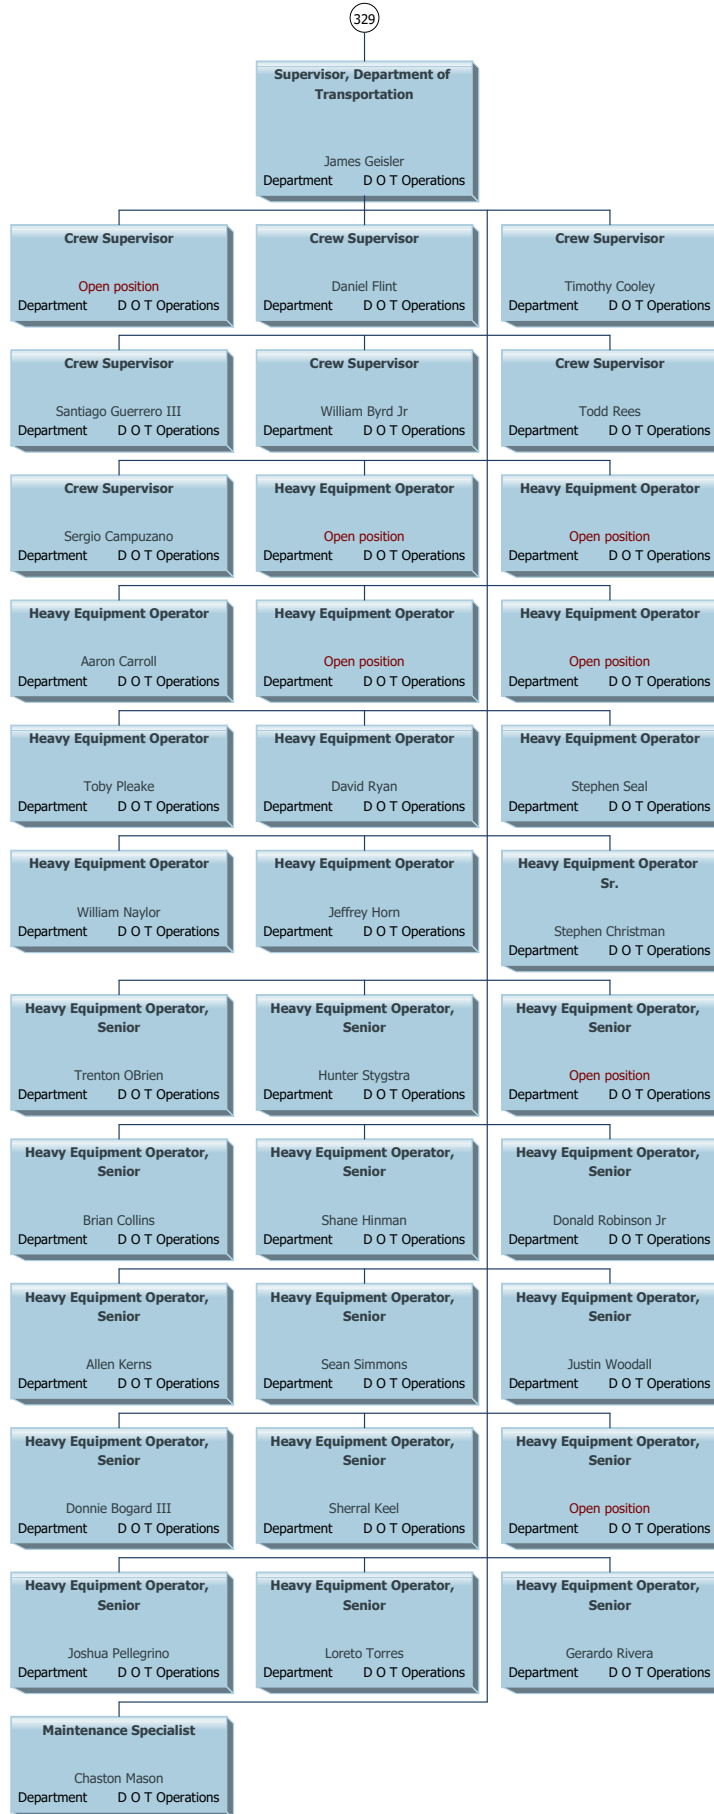 329
Supervisor, Department of
Transportation
James Geisler
Department D O T Operations
Crew Supervisor
Open position
Department D O T Operations
Crew Supervisor
Daniel Flint
Department D O T Operations
Crew Supervisor
Timothy Cooley
Department D O T Operations
Crew Supervisor
Santiago Guerrero III
Department D O T Operations
Crew Supervisor
William Byrd Jr
Department D O T Operations
Crew Supervisor
Todd Rees
Department D O T Operations
Crew Supervisor
Sergio Campuzano
Department D O T Operations
Heavy Equipment Operator
Open position
Department D O T Operations
Heavy Equipment Operator
Open position
Department D O T Operations
Heavy Equipment Operator
Aaron Carroll
Department D O T Operations
Heavy Equipment Operator
Open position
Department D O T Operations
Heavy Equipment Operator
Open position
Department D O T Operations
Heavy Equipment Operator
Toby Pleake
Department D O T Operations
Heavy Equipment Operator
David Ryan
Department D O T Operations
Heavy Equipment Operator
Stephen Seal
Department D O T Operations
Heavy Equipment Operator
William Naylor
Department D O T Operations
Heavy Equipment Operator
Jeffrey Horn
Department D O T Operations
Heavy Equipment Operator
Sr.
Stephen Christman
Department D O T Operations
Heavy Equipment Operator,
Senior
Trenton OBrien
Department D O T Operations
Heavy Equipment Operator,
Senior
Hunter Stygstra
Department D O T Operations
Heavy Equipment Operator,
Senior
Open position
Department D O T Operations
Heavy Equipment Operator,
Senior
Brian Collins
Department D O T Operations
Heavy Equipment Operator,
Senior
Shane Hinman
Department D O T Operations
Heavy Equipment Operator,
Senior
Donald Robinson Jr
Department D O T Operations
Heavy Equipment Operator,
Senior
Allen Kerns
Department D O T Operations
Heavy Equipment Operator,
Senior
Sean Simmons
Department D O T Operations
Heavy Equipment Operator,
Senior
Justin Woodall
Department D O T Operations
Heavy Equipment Operator,
Senior
Donnie Bogard III
Department D O T Operations
Heavy Equipment Operator,
Senior
Sherral Keel
Department D O T Operations
Heavy Equipment Operator,
Senior
Open position
Department D O T Operations
Heavy Equipment Operator,
Senior
Joshua Pellegrino
Department D O T Operations
Heavy Equipment Operator,
Senior
Loreto Torres
Department D O T Operations
Heavy Equipment Operator,
Senior
Gerardo Rivera
Department D O T Operations
Maintenance Specialist
Chaston Mason
Department D O T Operations